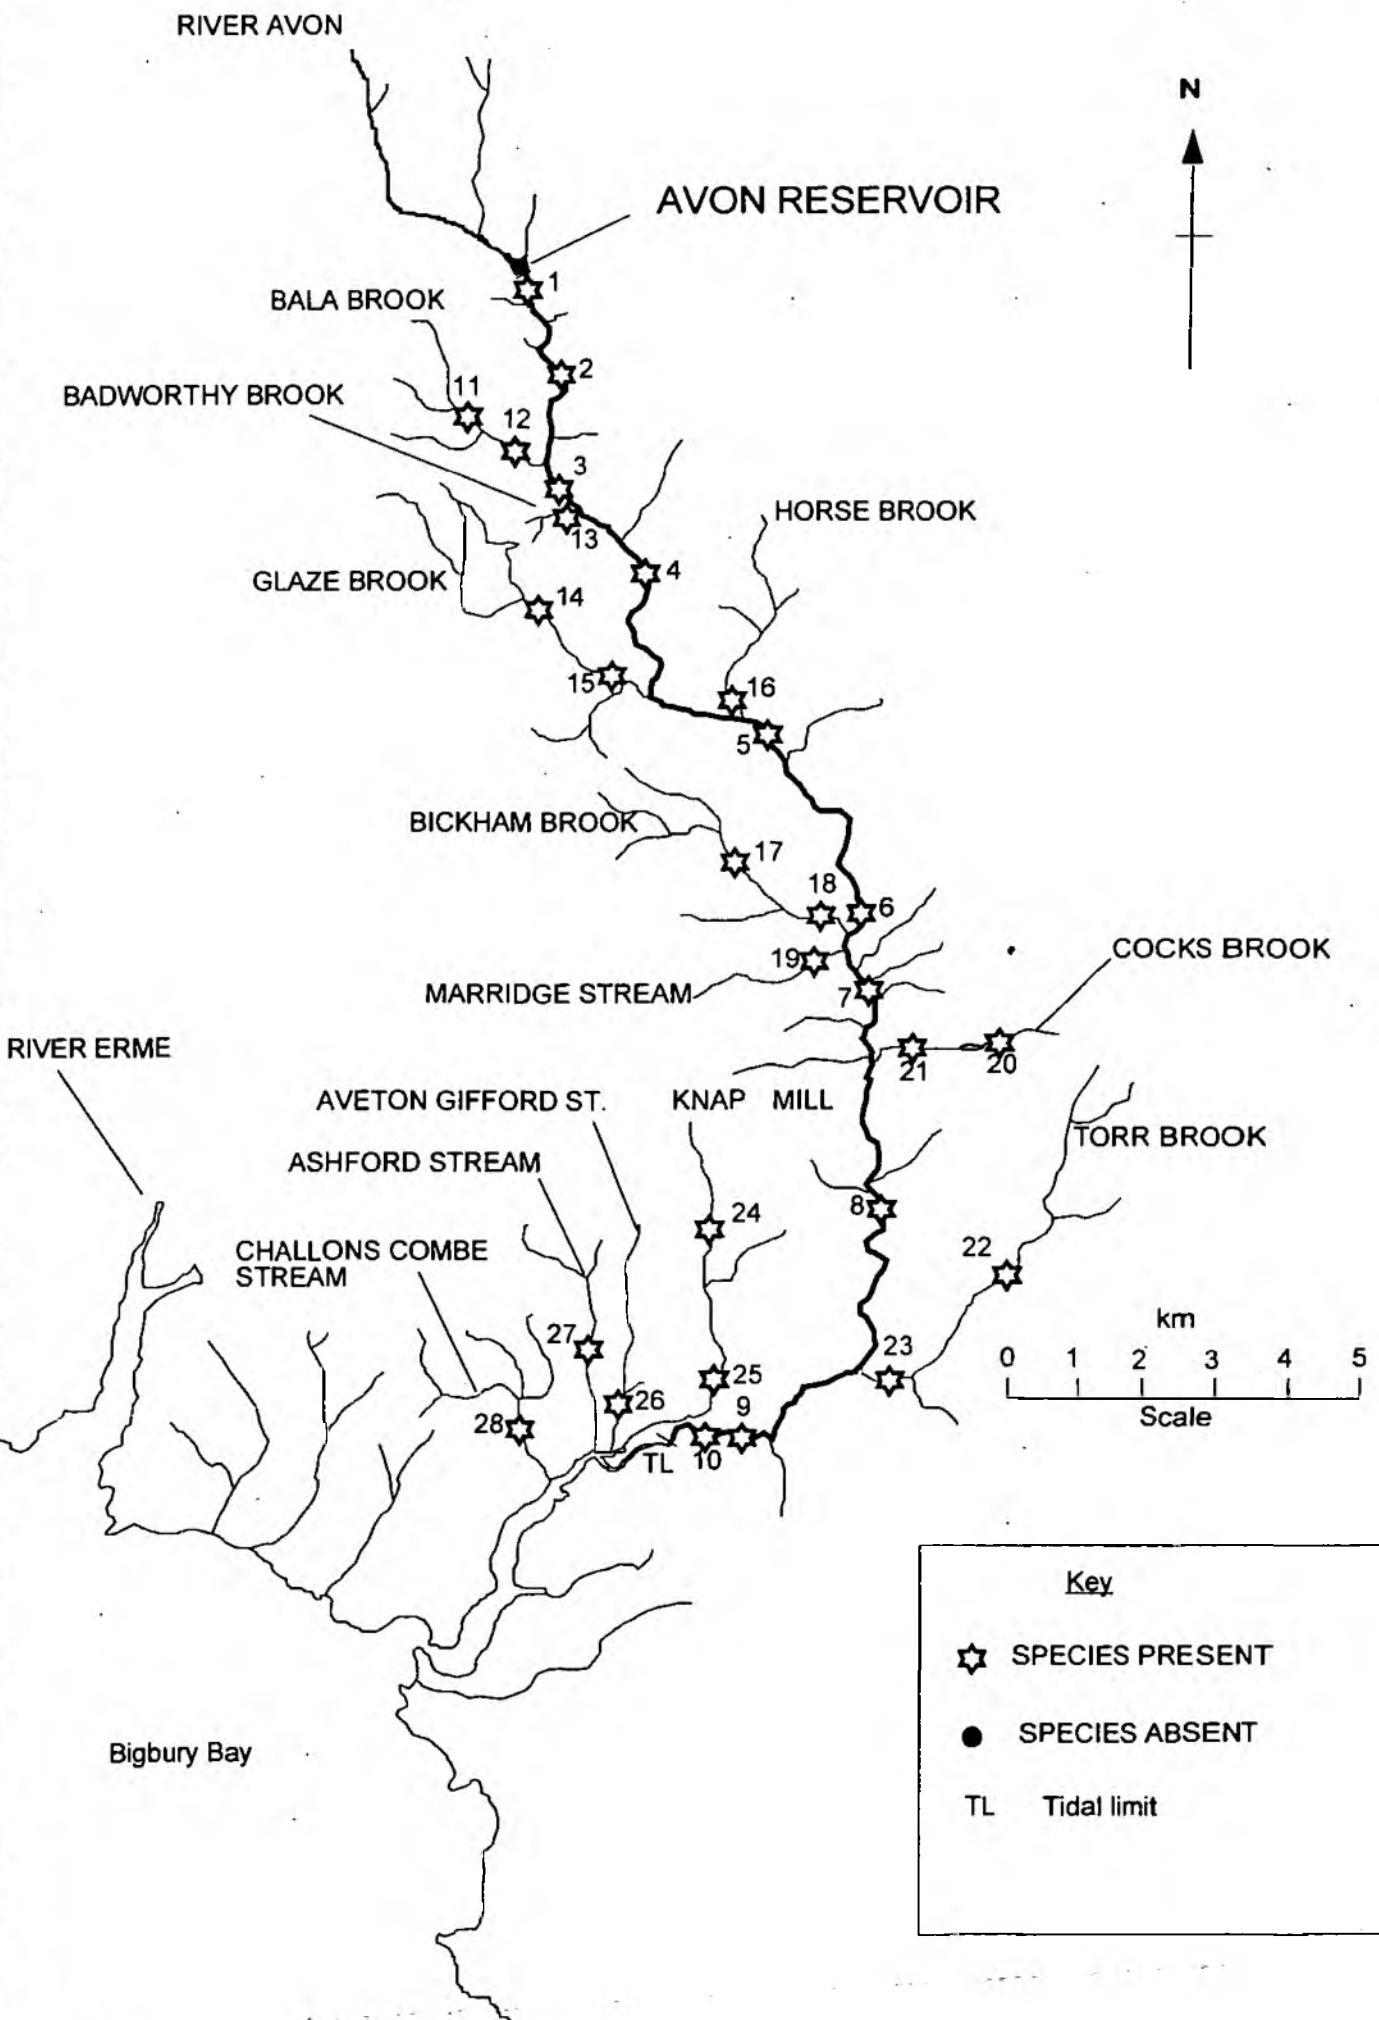 RIVER AVON
N
AVON RESERVOIR
1
BALA BROOK
2
BADWORTHY BROOK
11
12
3
HORSE BROOK
13
4
GLAZE BROOK
14
15
16
5
BICKHAM BROOK
17
18
6
COCKS BROOK
19
MARRIDGE STREAM
7
RIVER ERME
20
21
AVETON GIFFORD ST.
KNAP MILL
TORR BROOK
ASHFORD STREAM
8
24
CHALLONS COMBE
STREAM
22
km
27
23
0 1 2 3 4 5
25
26
9
Scale
28
10
TL
Key
SPECIES PRESENT
SPECIES ABSENT
Bigbury Bay
TL Tidal limit